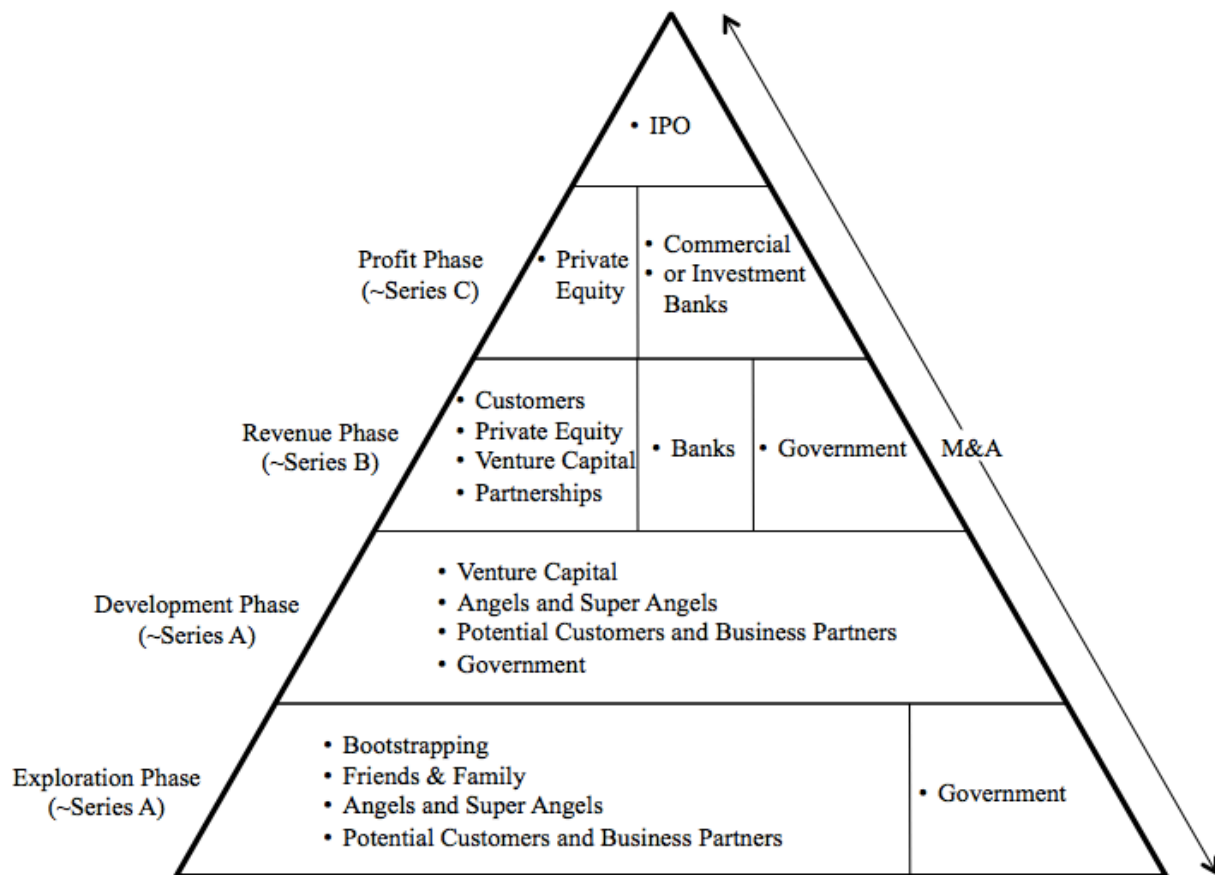 • IPO
Profit Phase
(~Series C)
• Private
Equity
• Commercial
• or Investment
Banks
Revenue Phase
(~Series B)
• Customers
• Private Equity
• Venture Capital
• Partnerships
• Banks
• Government
M&A
Development Phase
(~Series A)
• Venture Capital
• Angels and Super Angels
• Potential Customers and Business Partners
• Government
Exploration Phase
(~Series A)
• Bootstrapping
• Friends & Family
• Angels and Super Angels
• Potential Customers and Business Partners
• Government